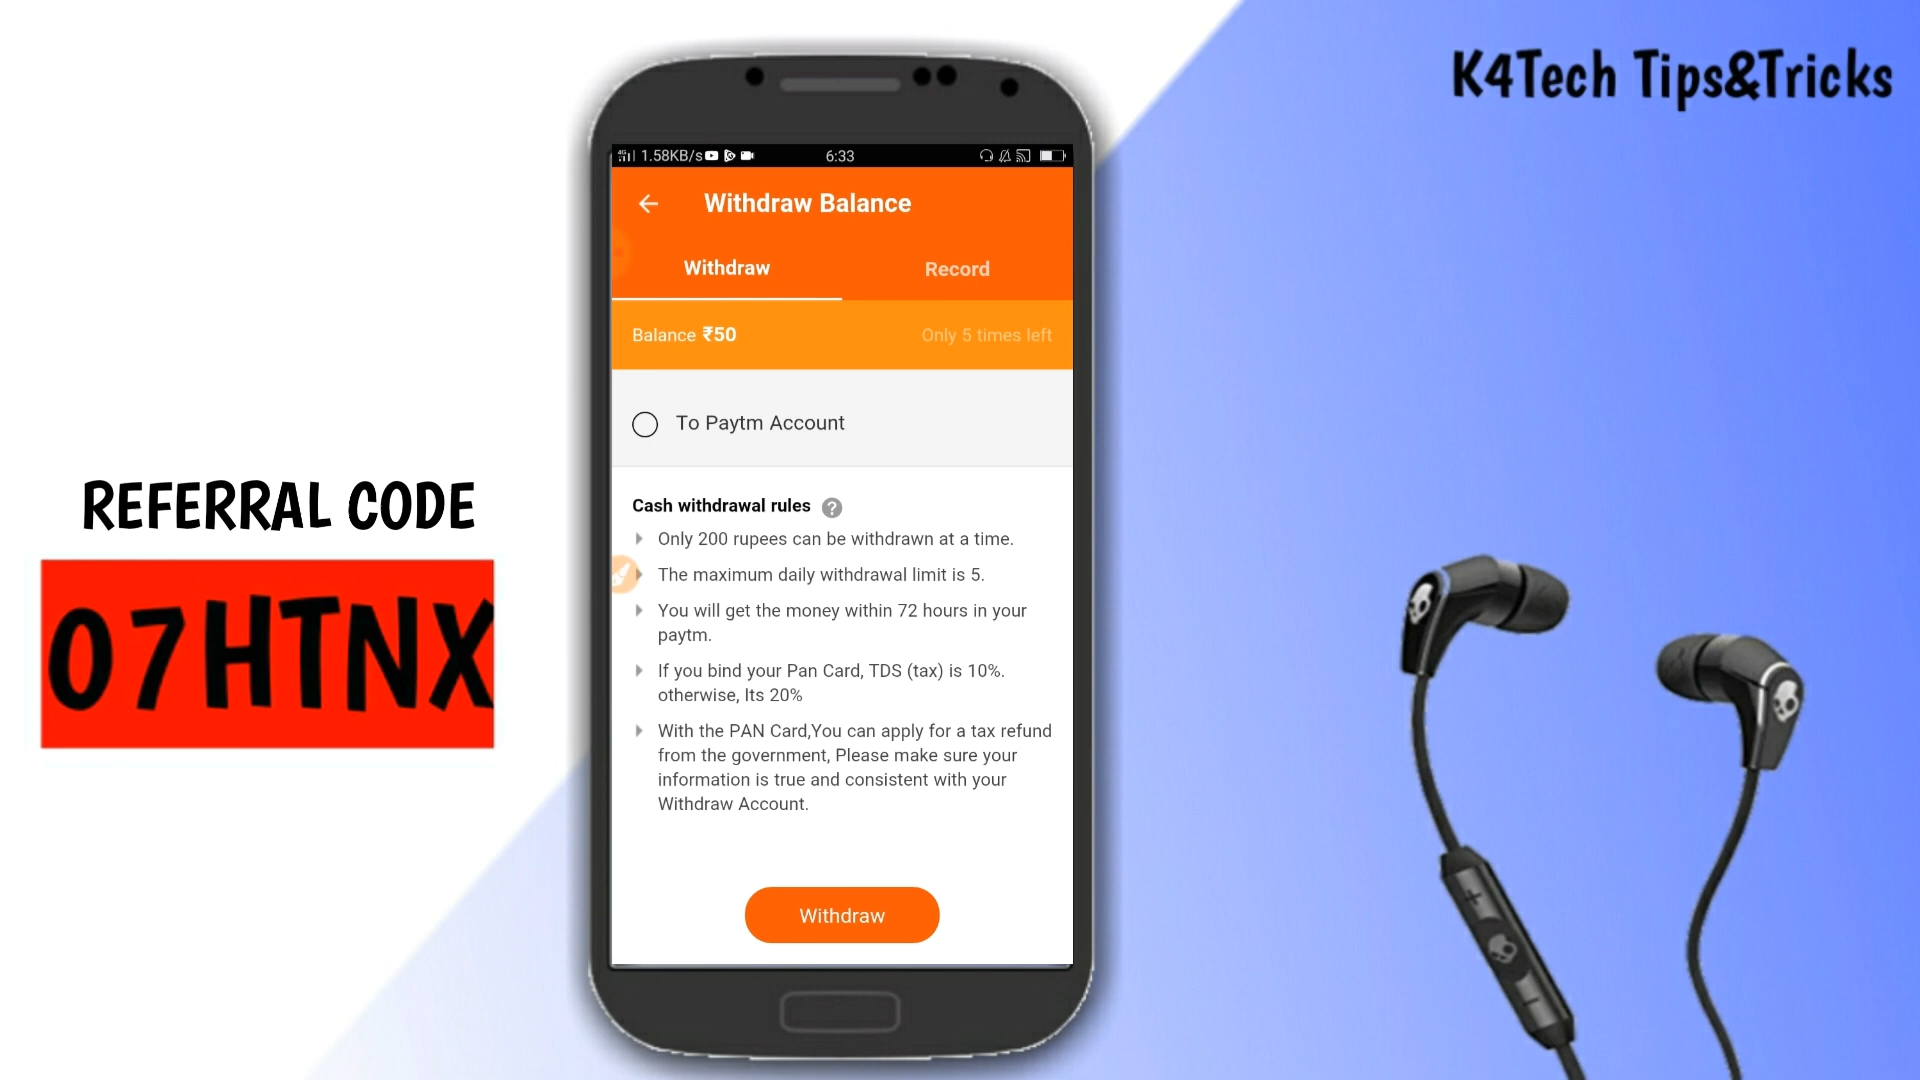 K4Tech Tips&Tricks
4G 1.58KB/s 6:33
Withdraw Balance
Withdraw Record
Balance ₹50 Only 5 times left
To Paytm Account
Cash withdrawal rules ?
Only 200 rupees can be withdrawn at a time.
The maximum daily withdrawal limit is 5.
You will get the money within 72 hours in your
paytm.
If you bind your Pan Card, TDS (tax) is 10%.
otherwise, Its 20%
With the PAN Card,You can apply for a tax refund
from the government, Please make sure your
information is true and consistent with your
Withdraw Account.
Withdraw
REFERRAL CODE
07HTNX